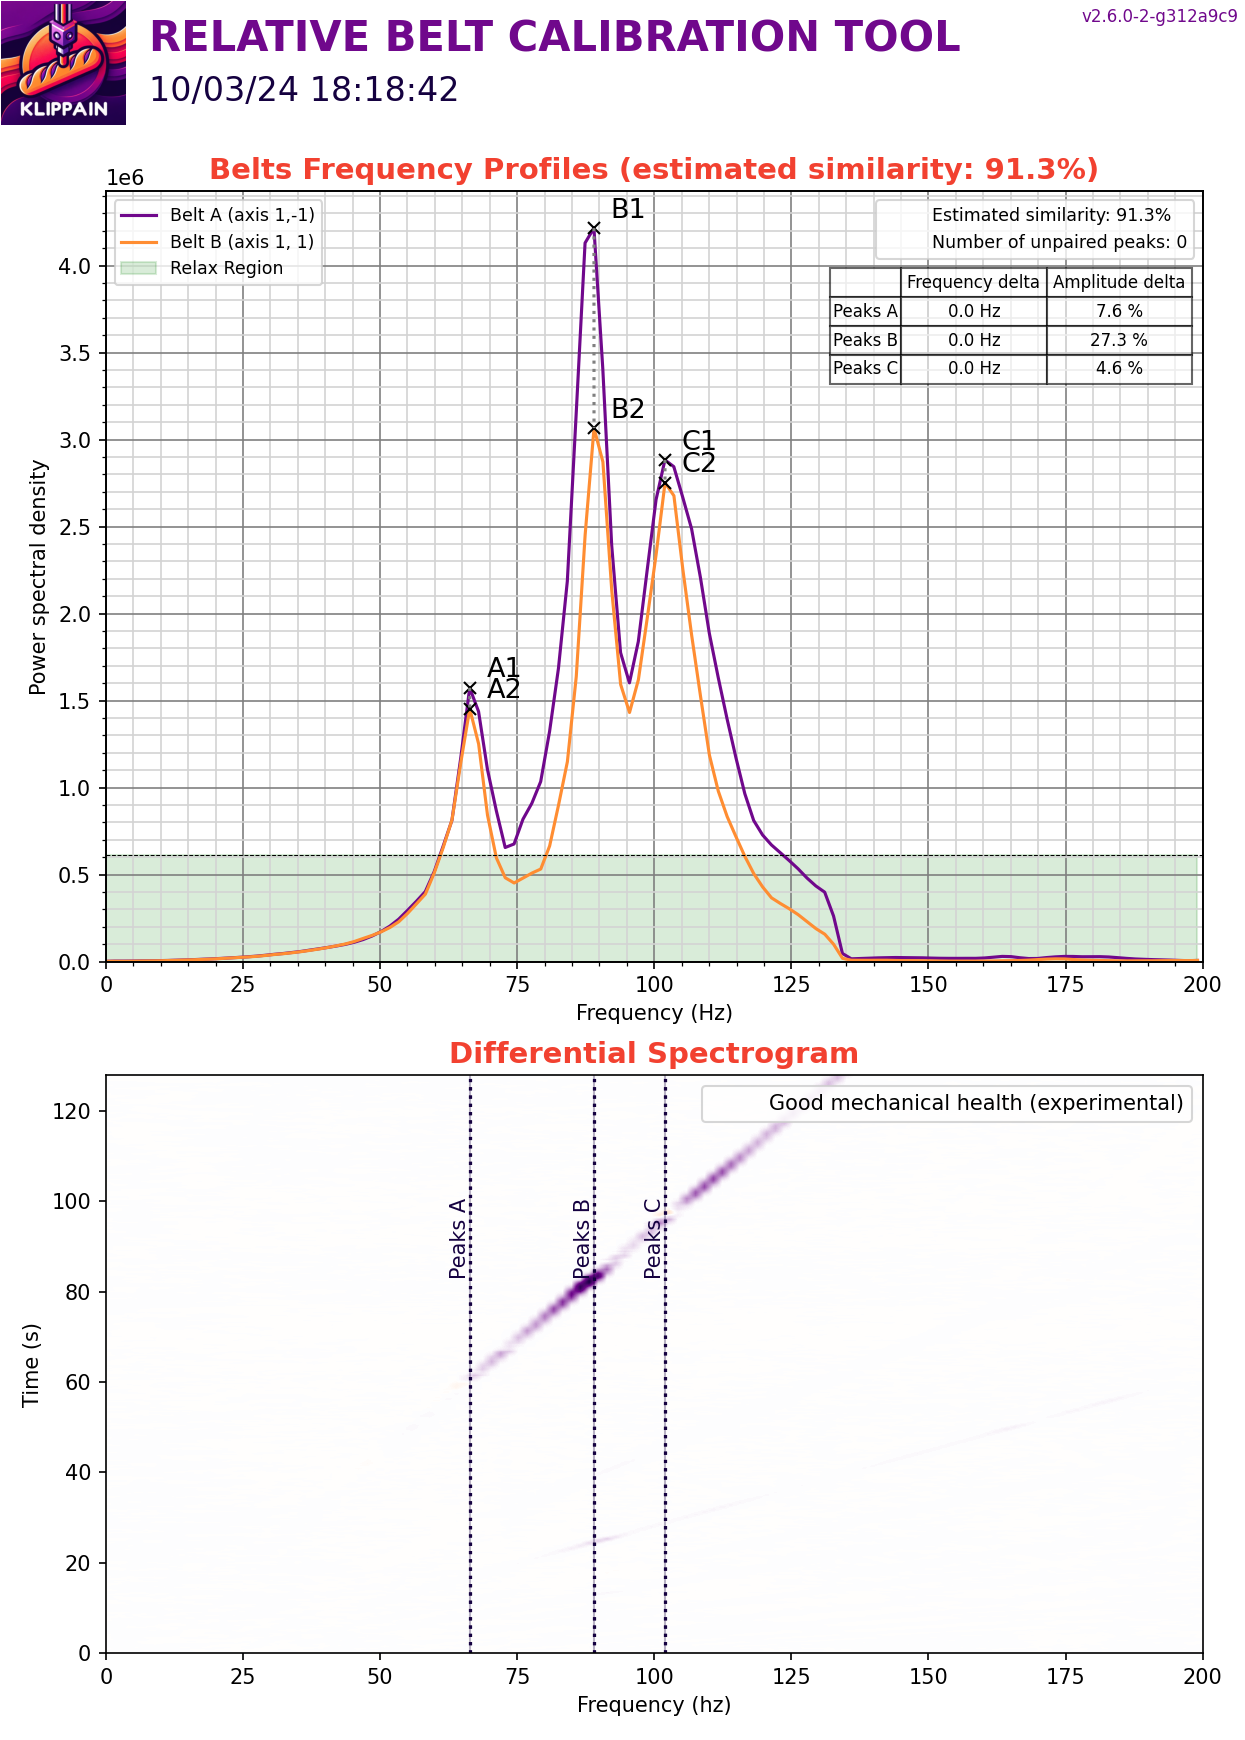 KLIPPAIN
RELATIVE BELT CALIBRATION TOOL
v2.6.0-2-g312a9c9
10/03/24 18:18:42
Belts Frequency Profiles (estimated similarity: 91.3%)
1e6
Belt A (axis 1,-1)
Belt B (axis 1, 1)
Relax Region
Estimated similarity: 91.3%
Number of unpaired peaks: 0
Frequency delta Amplitude delta
Peaks A 0.0 Hz 7.6 %
Peaks B 0.0 Hz 27.3 %
Peaks C 0.0 Hz 4.6 %
B1
B2
C1
C2
A1
A2
Power spectral density
4.0
3.5
3.0
2.5
2.0
1.5
1.0
0.5
0.0
0 25 50 75 100 125 150 175 200
Frequency (Hz)
Differential Spectrogram
Good mechanical health (experimental)
Peaks A
Peaks B
Peaks C
Time (s)
120
100
80
60
40
20
0
0 25 50 75 100 125 150 175 200
Frequency (hz)